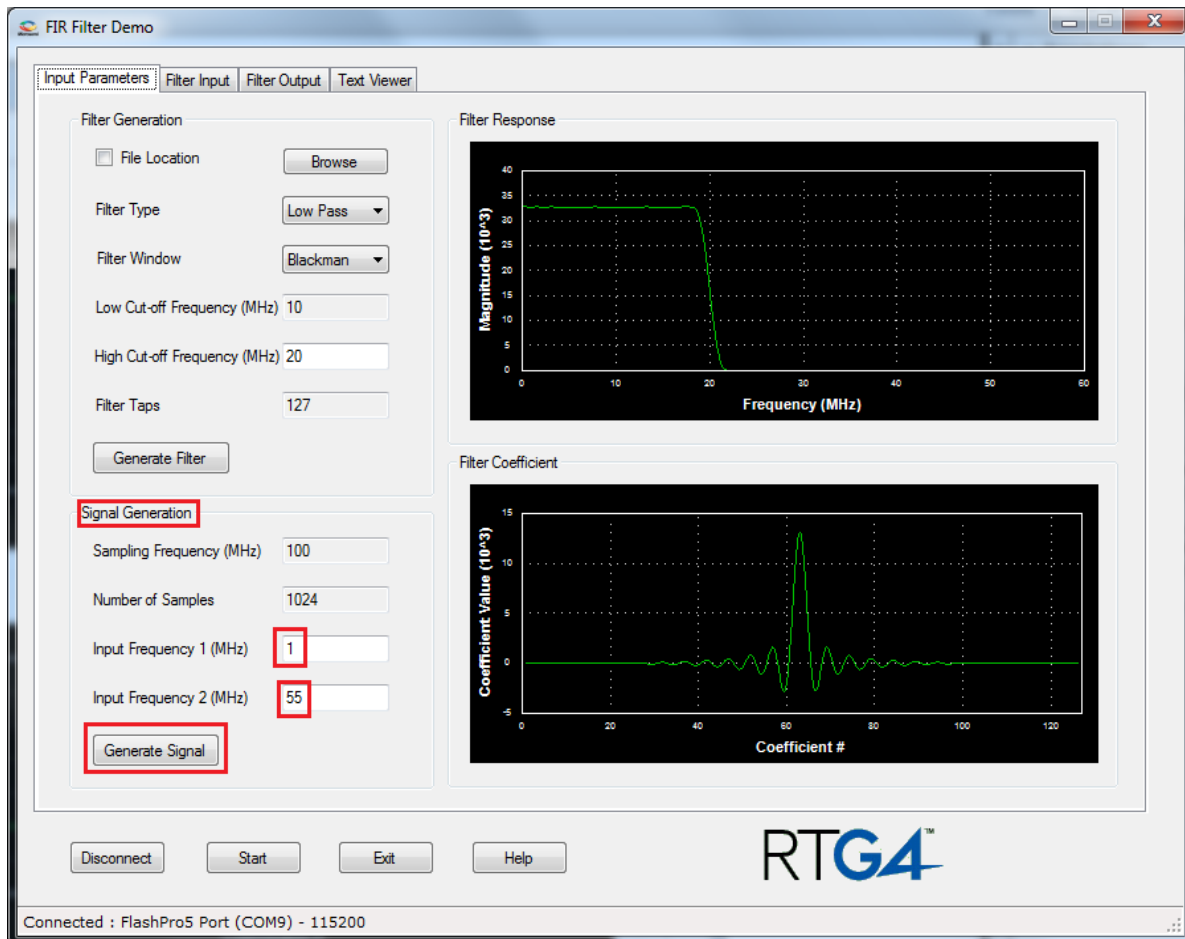 FIR Filter Demo
Input Parameters Filter Input Filter Output Text Viewer
Filter Generation
File Location Browse
Filter Type Low Pass
Filter Window Blackman
Low Cut-off Frequency (MHz) 10
High Cut-off Frequency (MHz) 20
Filter Taps 127
Generate Filter
Signal Generation
Sampling Frequency (MHz) 100
Number of Samples 1024
Input Frequency 1 (MHz) 1
Input Frequency 2 (MHz) 55
Generate Signal
Filter Response
Magnitude (10^3)
40
35
30
25
20
15
10
5
0
0 10 20 30 40 50 60
Frequency (MHz)
Filter Coefficient
Coefficient Value (10^3)
15
10
5
0
-5
0 20 40 60 80 100 120
Coefficient #
Disconnect Start Exit Help
RTG4™
Connected : FlashPro5 Port (COM9) - 115200